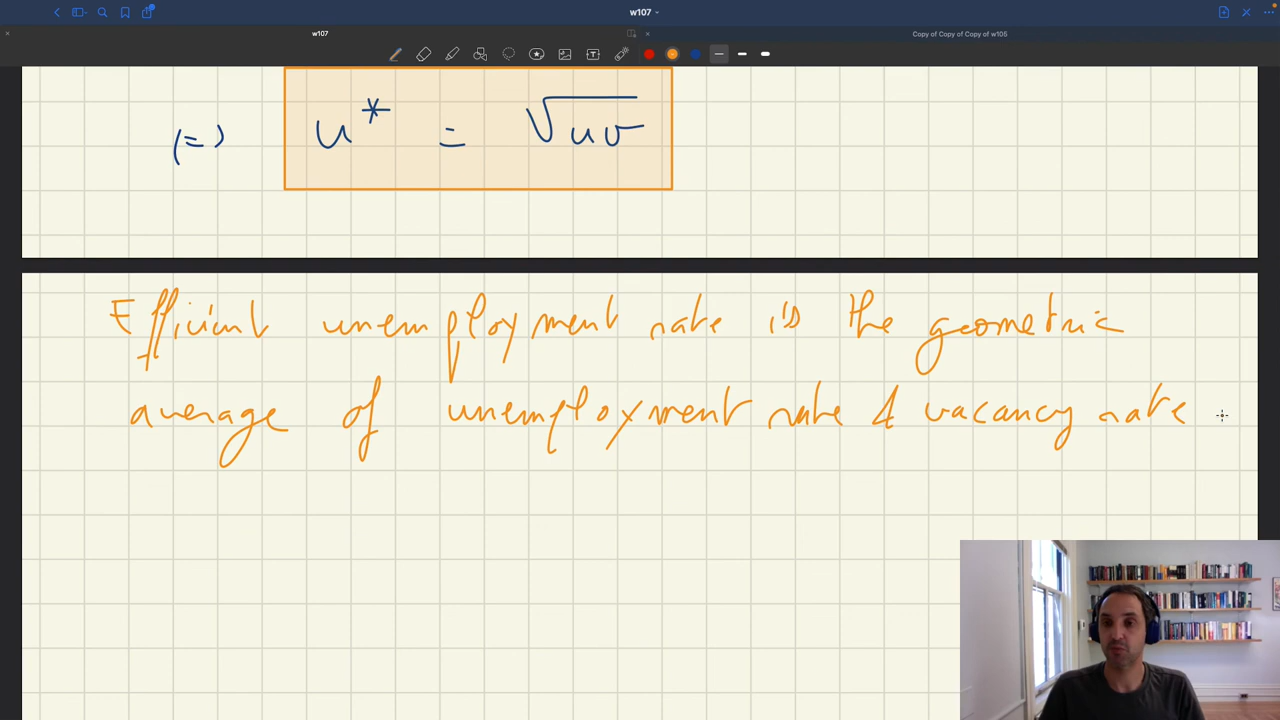 w107
w107
Copy of Copy of Copy of w105
(=) u* = √uv
Efficient unemployment rate is the geometric
average of unemployment rate & vacancy rate